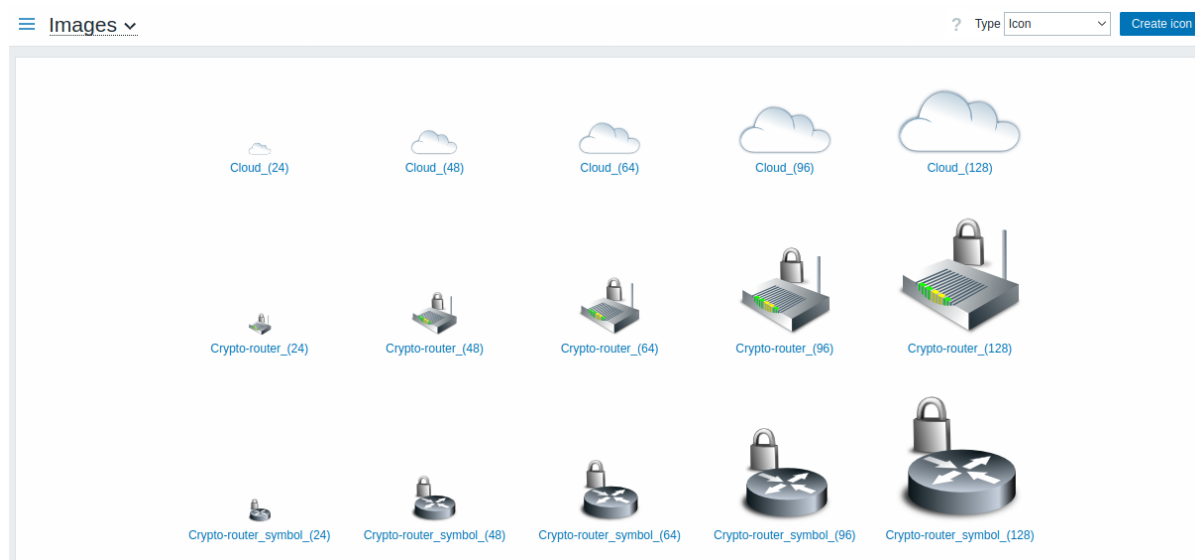 Images
? Type Icon Create icon
Cloud_(24) Cloud_(48) Cloud_(64) Cloud_(96) Cloud_(128)
Crypto-router_(24) Crypto-router_(48) Crypto-router_(64) Crypto-router_(96) Crypto-router_(128)
Crypto-router_symbol_(24) Crypto-router_symbol_(48) Crypto-router_symbol_(64) Crypto-router_symbol_(96) Crypto-router_symbol_(128)